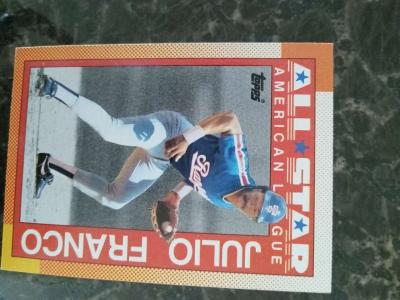 ALL★STAR
AMERICAN LEAGUE
Topps
JULIO FRANCO